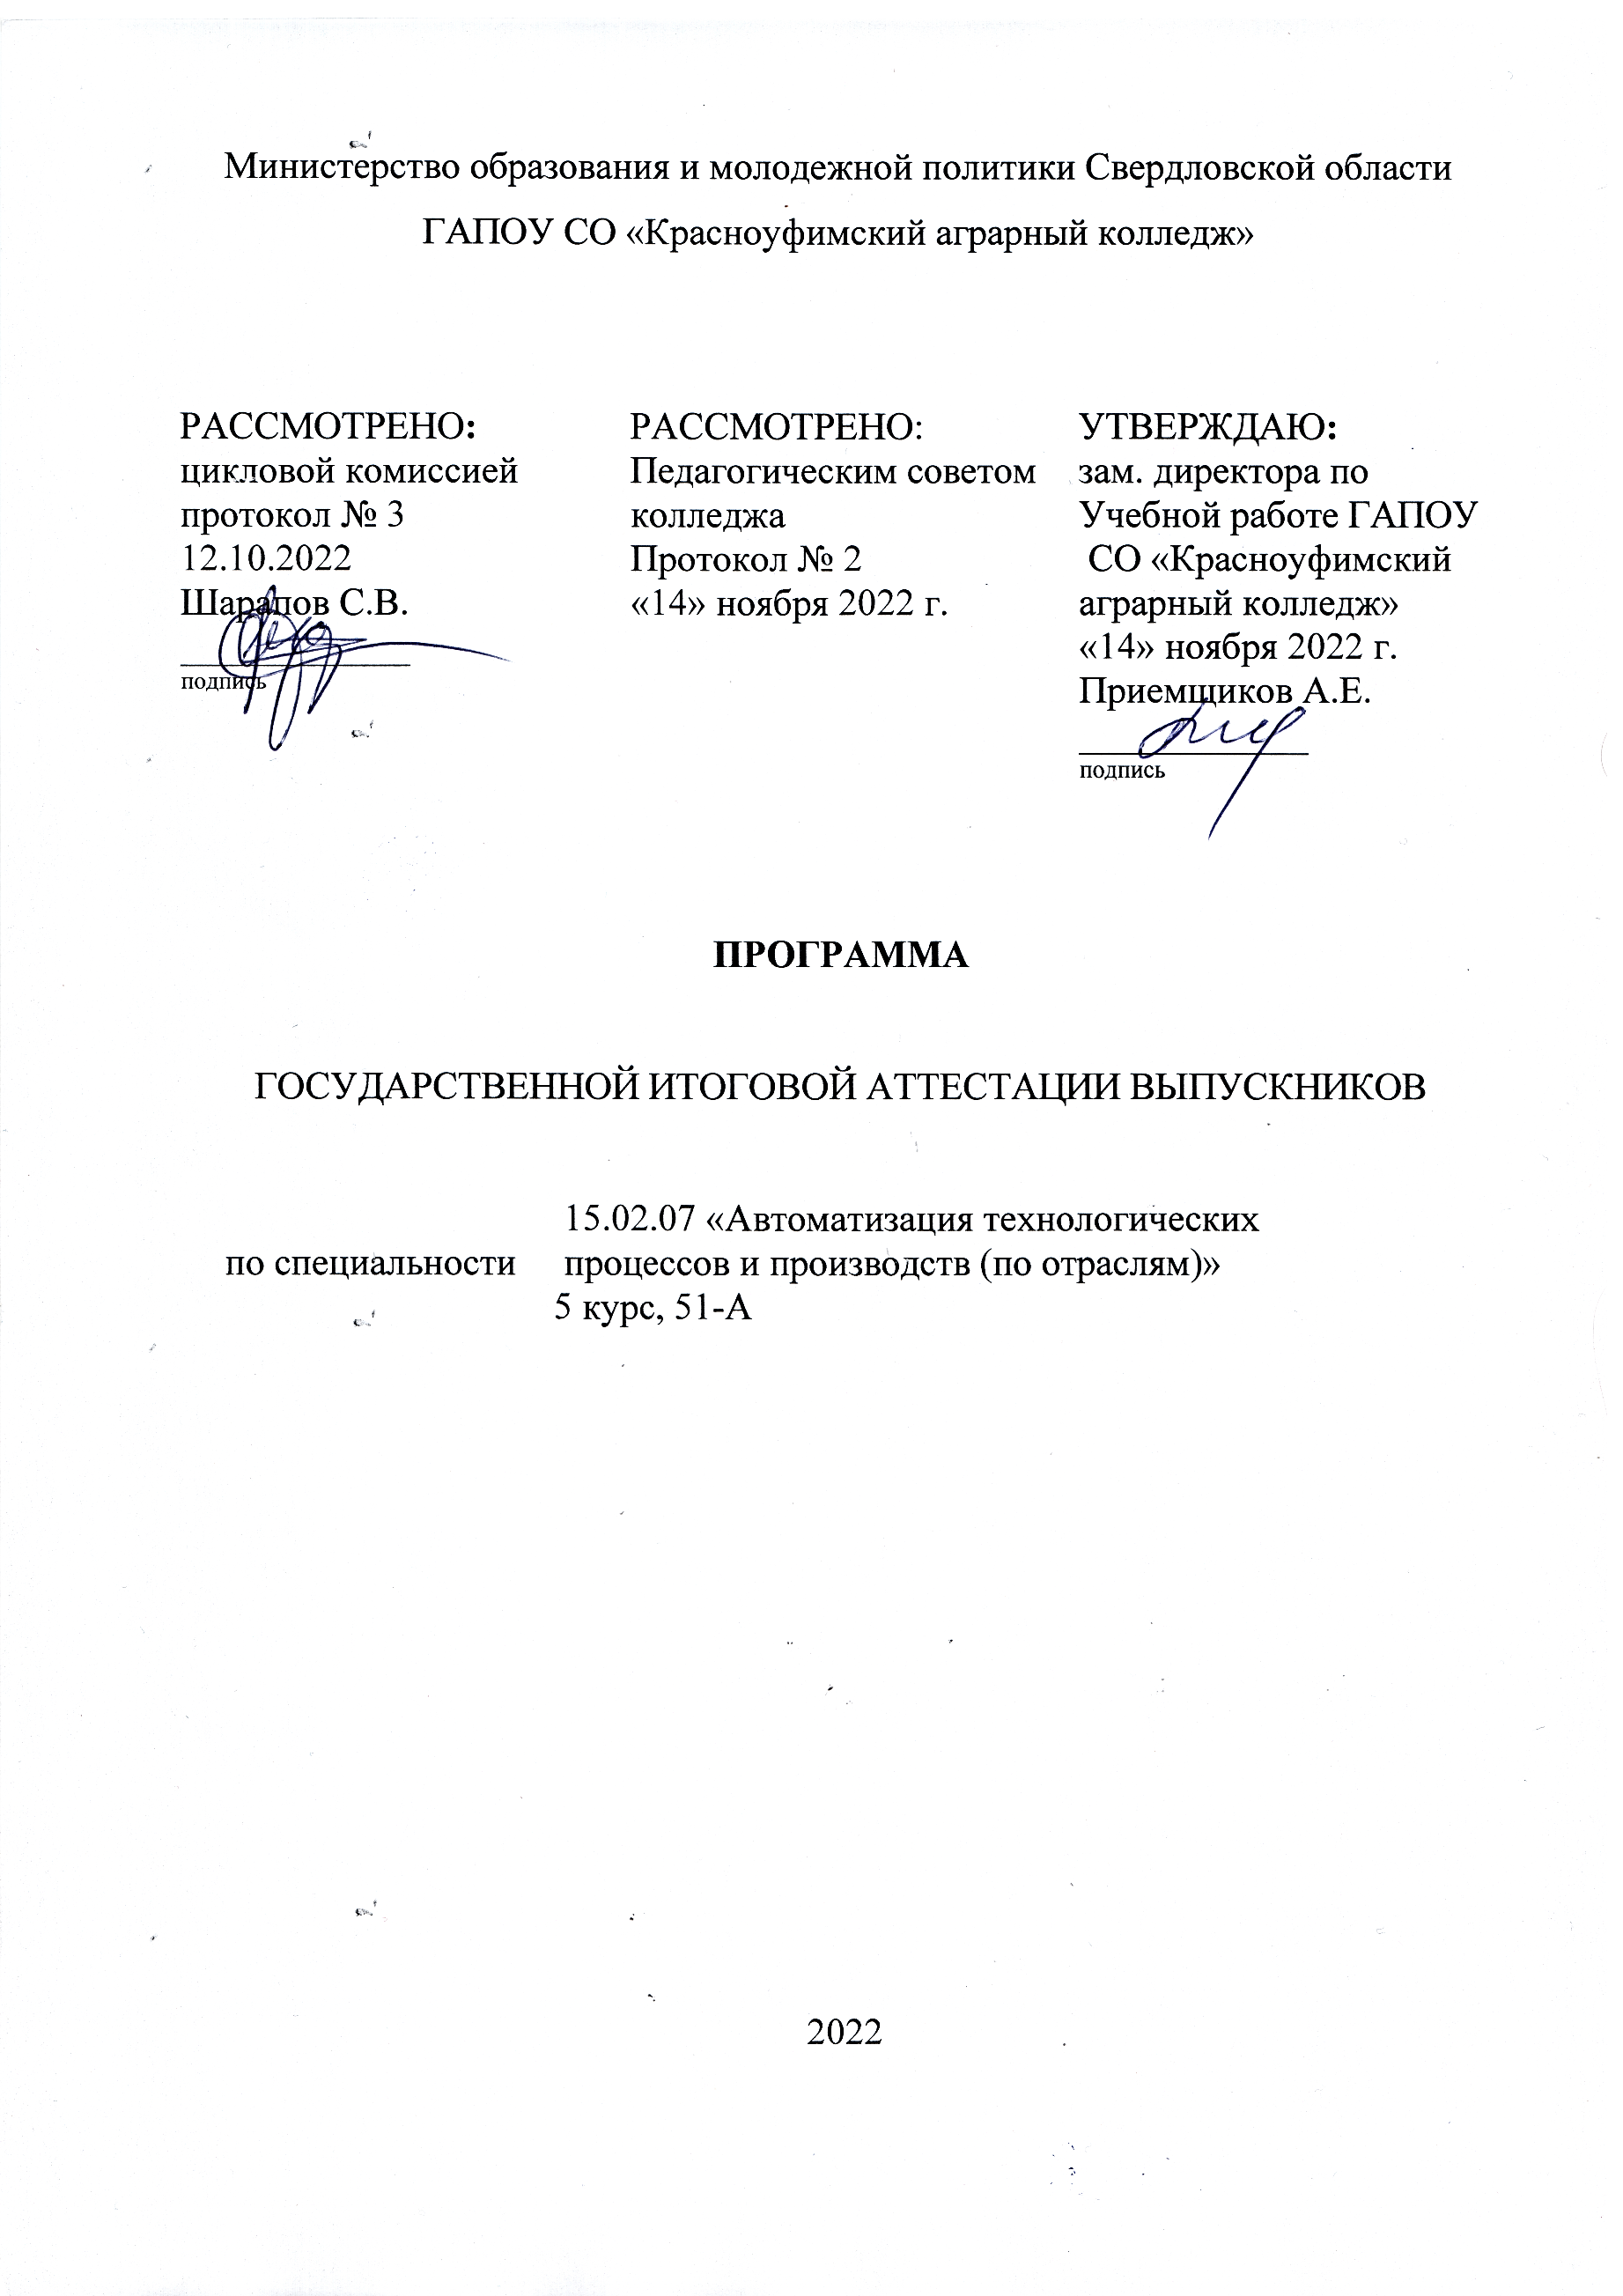 Министерство образования и молодежной политики Свердловской области
ГАПОУ СО «Красноуфимский аграрный колледж»
РАССМОТРЕНО:
цикловой комиссией
протокол № 3
12.10.2022
Шарапов С.В.
подпись
РАССМОТРЕНО:
Педагогическим советом
колледжа
Протокол № 2
«14» ноября 2022 г.
УТВЕРЖДАЮ:
зам. директора по
Учебной работе ГАПОУ
СО «Красноуфимский
аграрный колледж»
«14» ноября 2022 г.
Приемщиков А.Е.
подпись
ПРОГРАММА
ГОСУДАРСТВЕННОЙ ИТОГОВОЙ АТТЕСТАЦИИ ВЫПУСКНИКОВ
15.02.07 «Автоматизация технологических
по специальности процессов и производств (по отраслям)»
5 курс, 51-А
2022